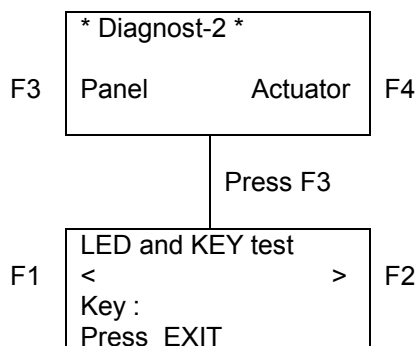 * Diagnost-2 *
F3 Panel Actuator F4
Press F3
LED and KEY test
F1 < > F2
Key :
Press EXIT